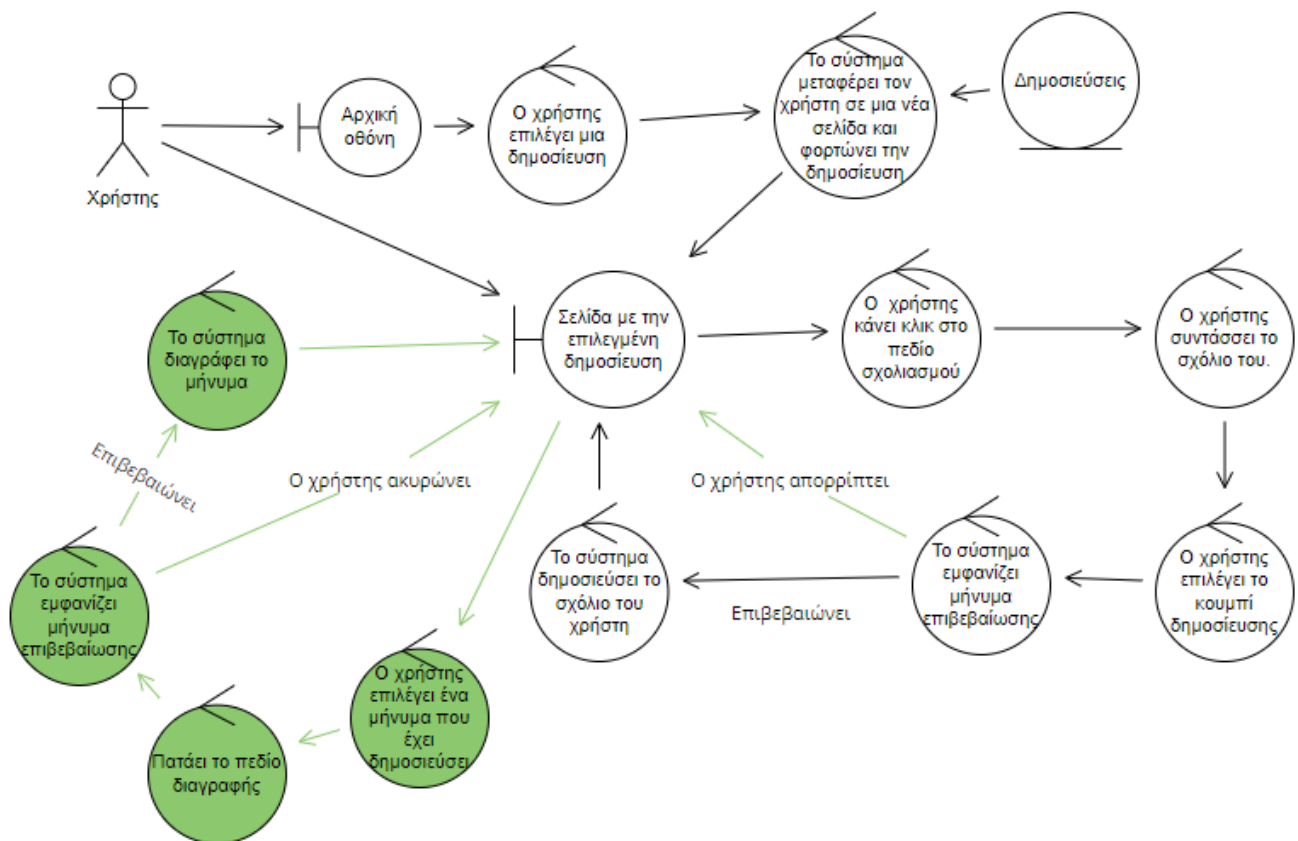 Χρήστης
Αρχική
οθόνη
Ο χρήστης
επιλέγει μια
δημοσίευση
Το σύστημα
μεταφέρει τον
χρήστη σε μια νέα
σελίδα και
φορτώνει την
δημοσίευση
Δημοσιεύσεις
Το σύστημα
διαγράφει το
μήνυμα
Σελίδα με την
επιλεγμένη
δημοσίευση
Ο χρήστης
κάνει κλικ στο
πεδίο
σχολιασμού
Ο χρήστης
συντάσσει το
σχόλιο του.
Επιβεβαιώνει
Ο χρήστης ακυρώνει
Ο χρήστης απορρίπτει
Το σύστημα
εμφανίζει
μήνυμα
επιβεβαίωσης
Το σύστημα
δημοσιεύσει το
σχόλιο του
χρήστη
Επιβεβαιώνει
Το σύστημα
εμφανίζει
μήνυμα
επιβεβαίωσης
Ο χρήστης
επιλέγει το
κουμπί
δημοσίευσης
Ο χρήστης
επιλέγει ένα
μήνυμα που
έχει
δημοσιεύσει
Πατάει το πεδίο
διαγραφής